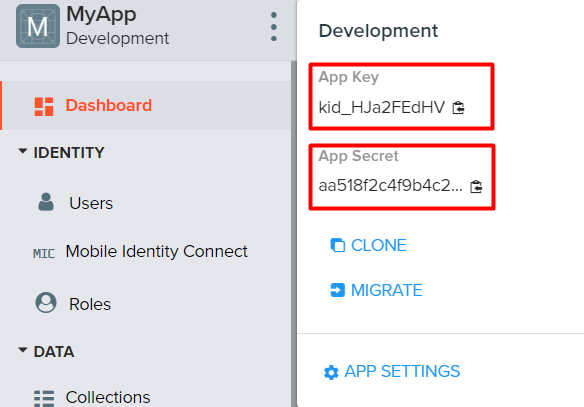 M
MyApp
Development
Dashboard
IDENTITY
Users
MIC Mobile Identity Connect
Roles
DATA
Collections
Development
App Key
kid_HJa2FEdHV
App Secret
aa518f2c4f9b4c2...
CLONE
MIGRATE
APP SETTINGS